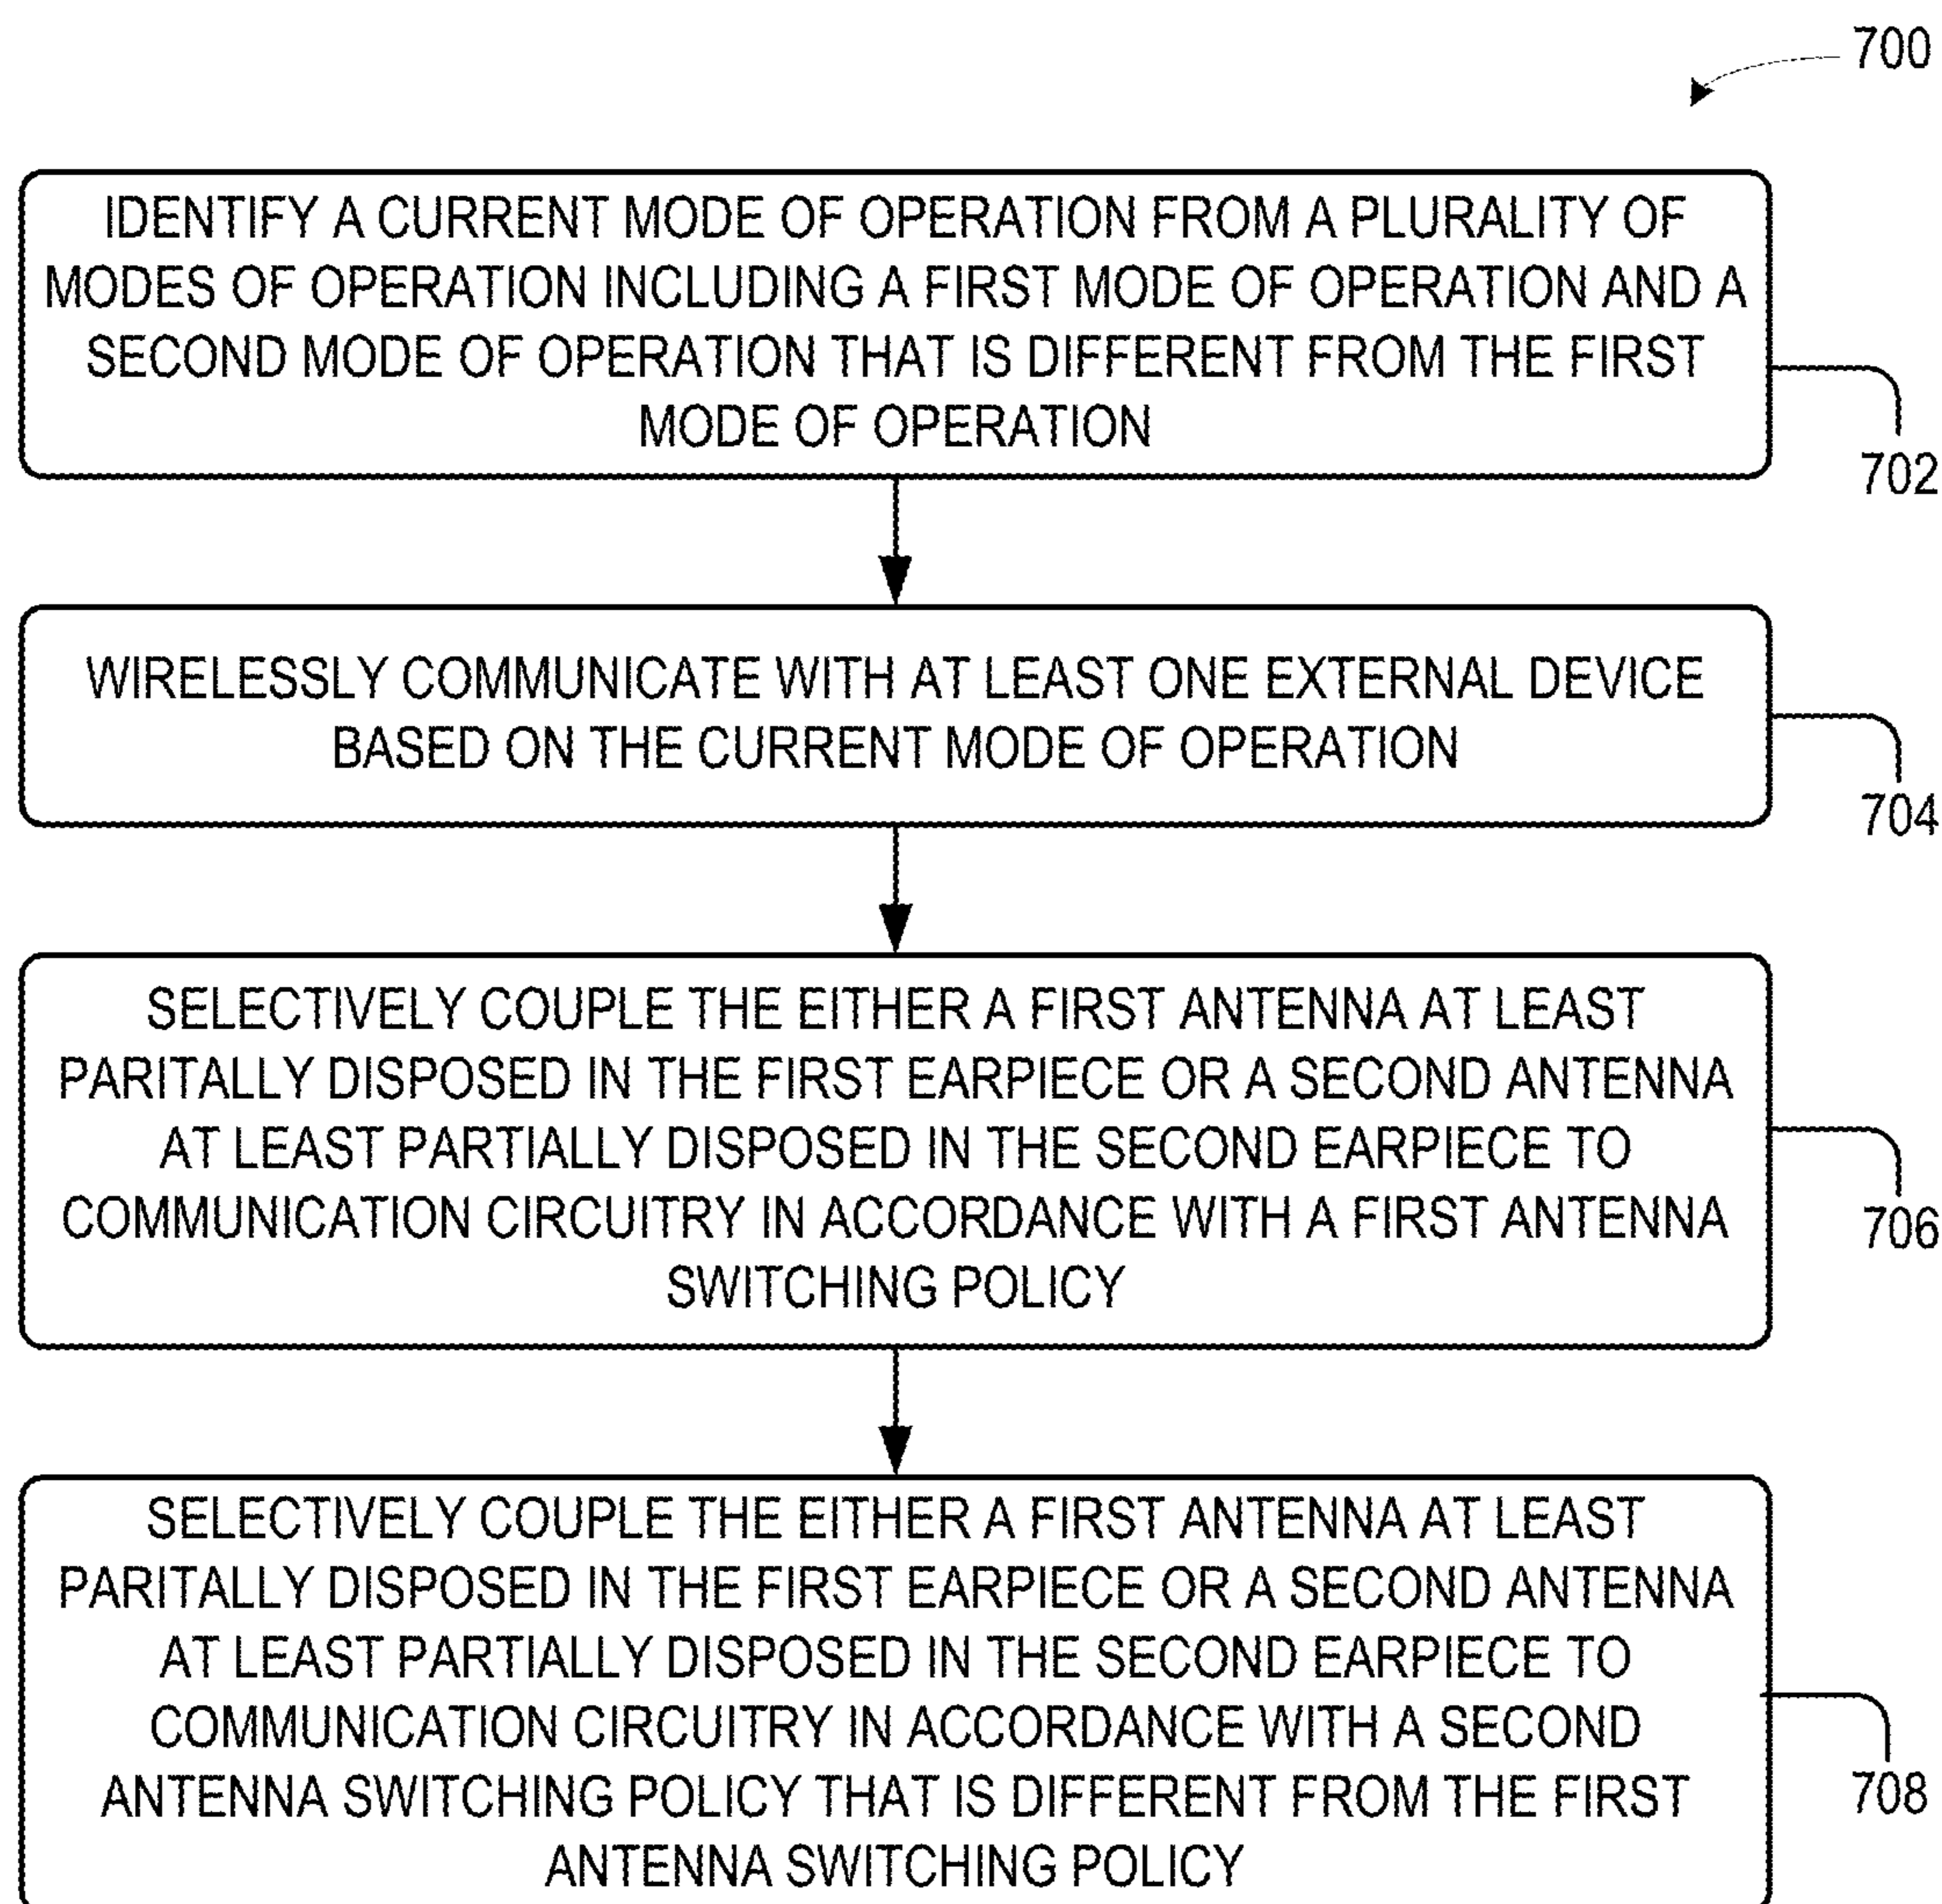 700
IDENTIFY A CURRENT MODE OF OPERATION FROM A PLURALITY OF
MODES OF OPERATION INCLUDING A FIRST MODE OF OPERATION AND A
SECOND MODE OF OPERATION THAT IS DIFFERENT FROM THE FIRST
MODE OF OPERATION
702
WIRELESSLY COMMUNICATE WITH AT LEAST ONE EXTERNAL DEVICE
BASED ON THE CURRENT MODE OF OPERATION
704
SELECTIVELY COUPLE THE EITHER A FIRST ANTENNA AT LEAST
PARITALLY DISPOSED IN THE FIRST EARPIECE OR A SECOND ANTENNA
AT LEAST PARTIALLY DISPOSED IN THE SECOND EARPIECE TO
COMMUNICATION CIRCUITRY IN ACCORDANCE WITH A FIRST ANTENNA
SWITCHING POLICY
706
SELECTIVELY COUPLE THE EITHER A FIRST ANTENNA AT LEAST
PARITALLY DISPOSED IN THE FIRST EARPIECE OR A SECOND ANTENNA
AT LEAST PARTIALLY DISPOSED IN THE SECOND EARPIECE TO
COMMUNICATION CIRCUITRY IN ACCORDANCE WITH A SECOND
ANTENNA SWITCHING POLICY THAT IS DIFFERENT FROM THE FIRST
ANTENNA SWITCHING POLICY
708